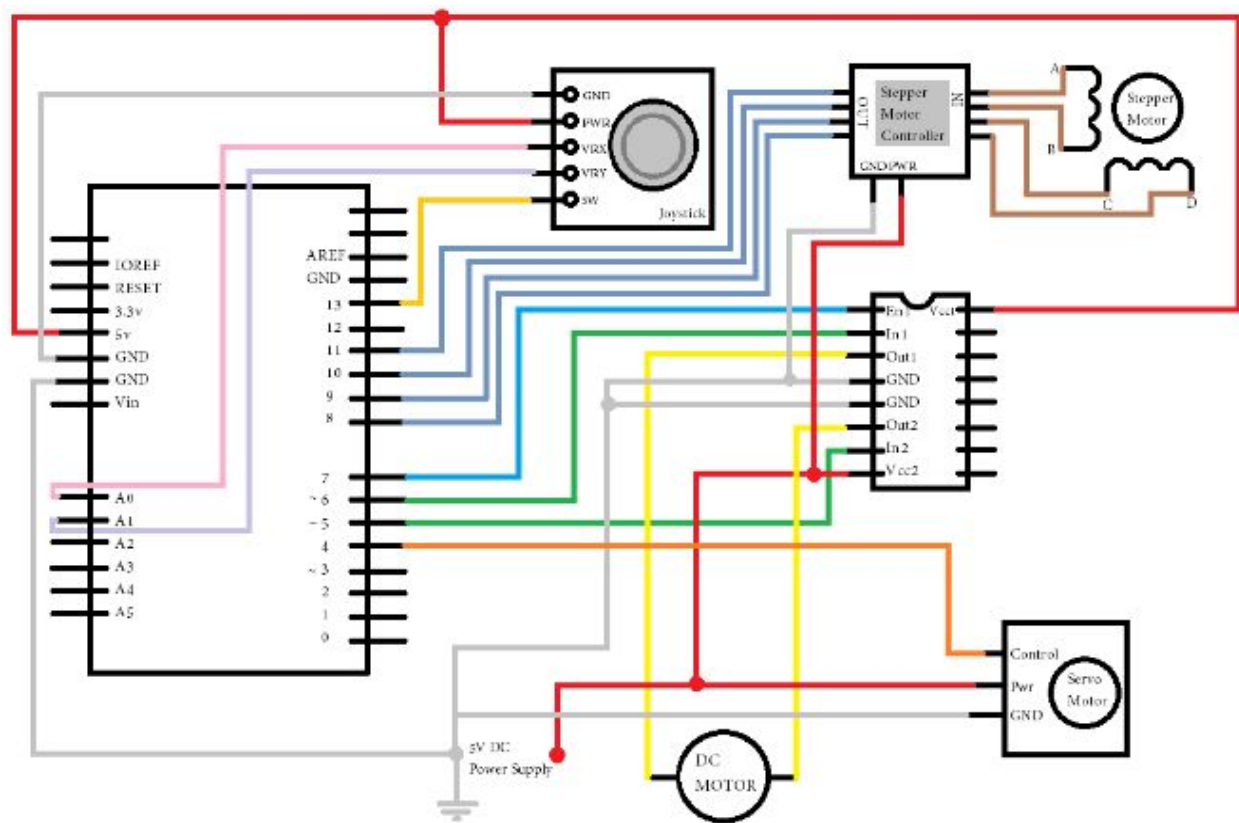 GND
PWR
VRX
VRY
SW
Joystick
OUT
Stepper
Motor
Controller
IN
GND PWR
A
B
C
D
Stepper
Motor
IOREF
RESET
3.3v
5v
GND
GND
Vin
A0
A1
A2
A3
A4
A5
AREF
GND
13
12
11
10
9
8
7
~6
~5
4
~3
2
1
0
En1
In1
Out1
GND
GND
Out2
In2
Vcc2
Vcc1
Control
Pwr
GND
Servo
Motor
5V DC
Power Supply
DC
MOTOR